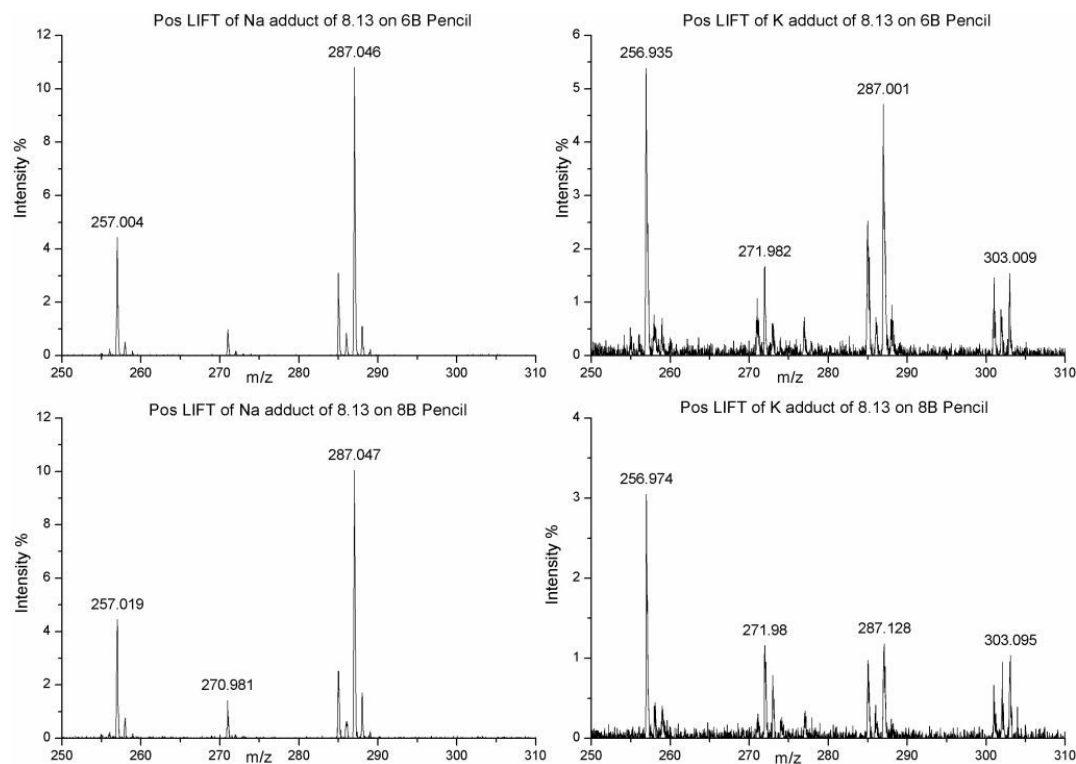 Pos LIFT of Na adduct of 8.13 on 6B Pencil
12
10
8
6
4
2
0
Intensity %
287.046
257.004
250 260 270 280 290 300 310
m/z
Pos LIFT of K adduct of 8.13 on 6B Pencil
6
5
4
3
2
1
0
Intensity %
256.935
287.001
271.982
303.009
250 260 270 280 290 300 310
m/z
Pos LIFT of Na adduct of 8.13 on 8B Pencil
12
10
8
6
4
2
0
Intensity %
287.047
257.019
270.981
250 260 270 280 290 300 310
m/z
Pos LIFT of K adduct of 8.13 on 8B Pencil
4
3
2
1
0
Intensity %
256.974
271.98
287.128
303.095
250 260 270 280 290 300 310
m/z